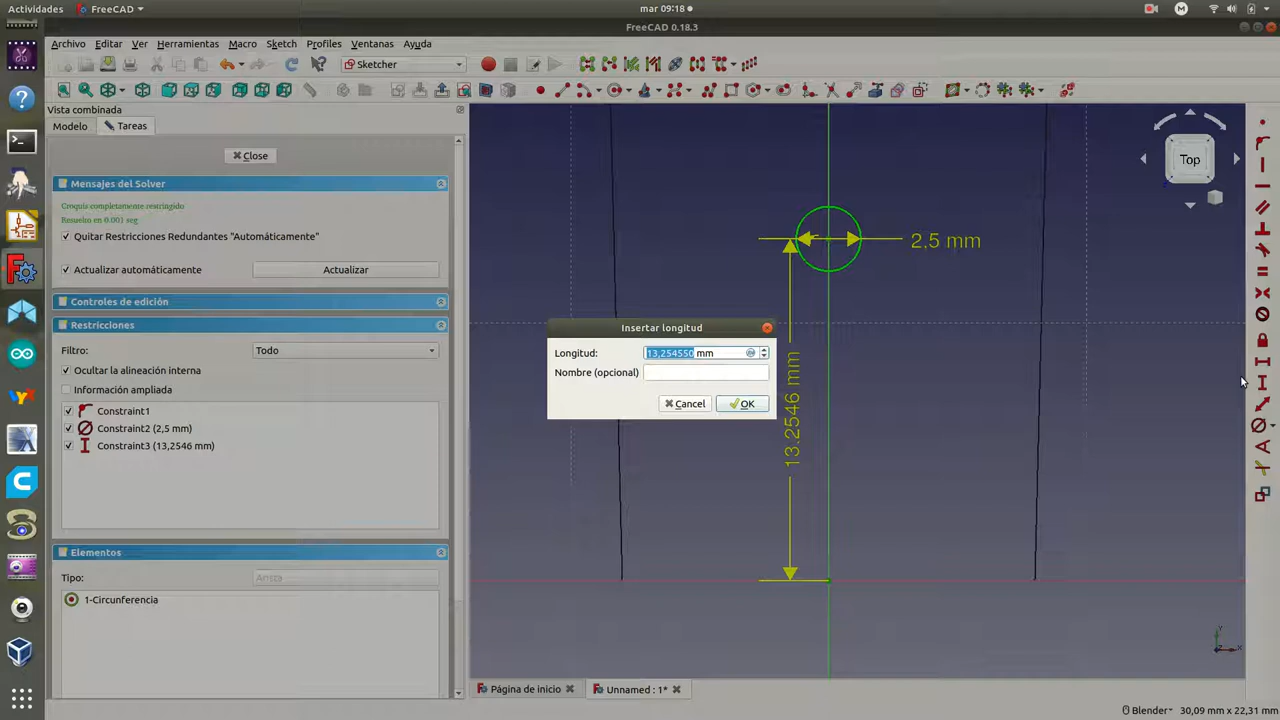 Actividades
FreeCAD
mar 09:18
FreeCAD 0.18.3
Archivo Editar Ver Herramientas Macro Sketch Profiles Ventanas Ayuda
Sketcher
Vista combinada
Modelo Tareas
Close
Mensajes del Solver
Croquis completamente restringido
Resuelto en 0.001 seg
Quitar Restricciones Redundantes "Automáticamente"
Actualizar automáticamente
Actualizar
Controles de edición
Restricciones
Filtro: Todo
Ocultar la alineación interna
Información ampliada
Constraint1
Constraint2 (2,5 mm)
Constraint3 (13,2546 mm)
Elementos
Tipo: Arista
1-Circunferencia
Top
2,5 mm
13,2546 mm
Insertar longitud
Longitud: 13,254550 mm
Nombre (opcional)
Cancel OK
Página de inicio
Unnamed : 1*
Blender
30,09 mm x 22,31 mm